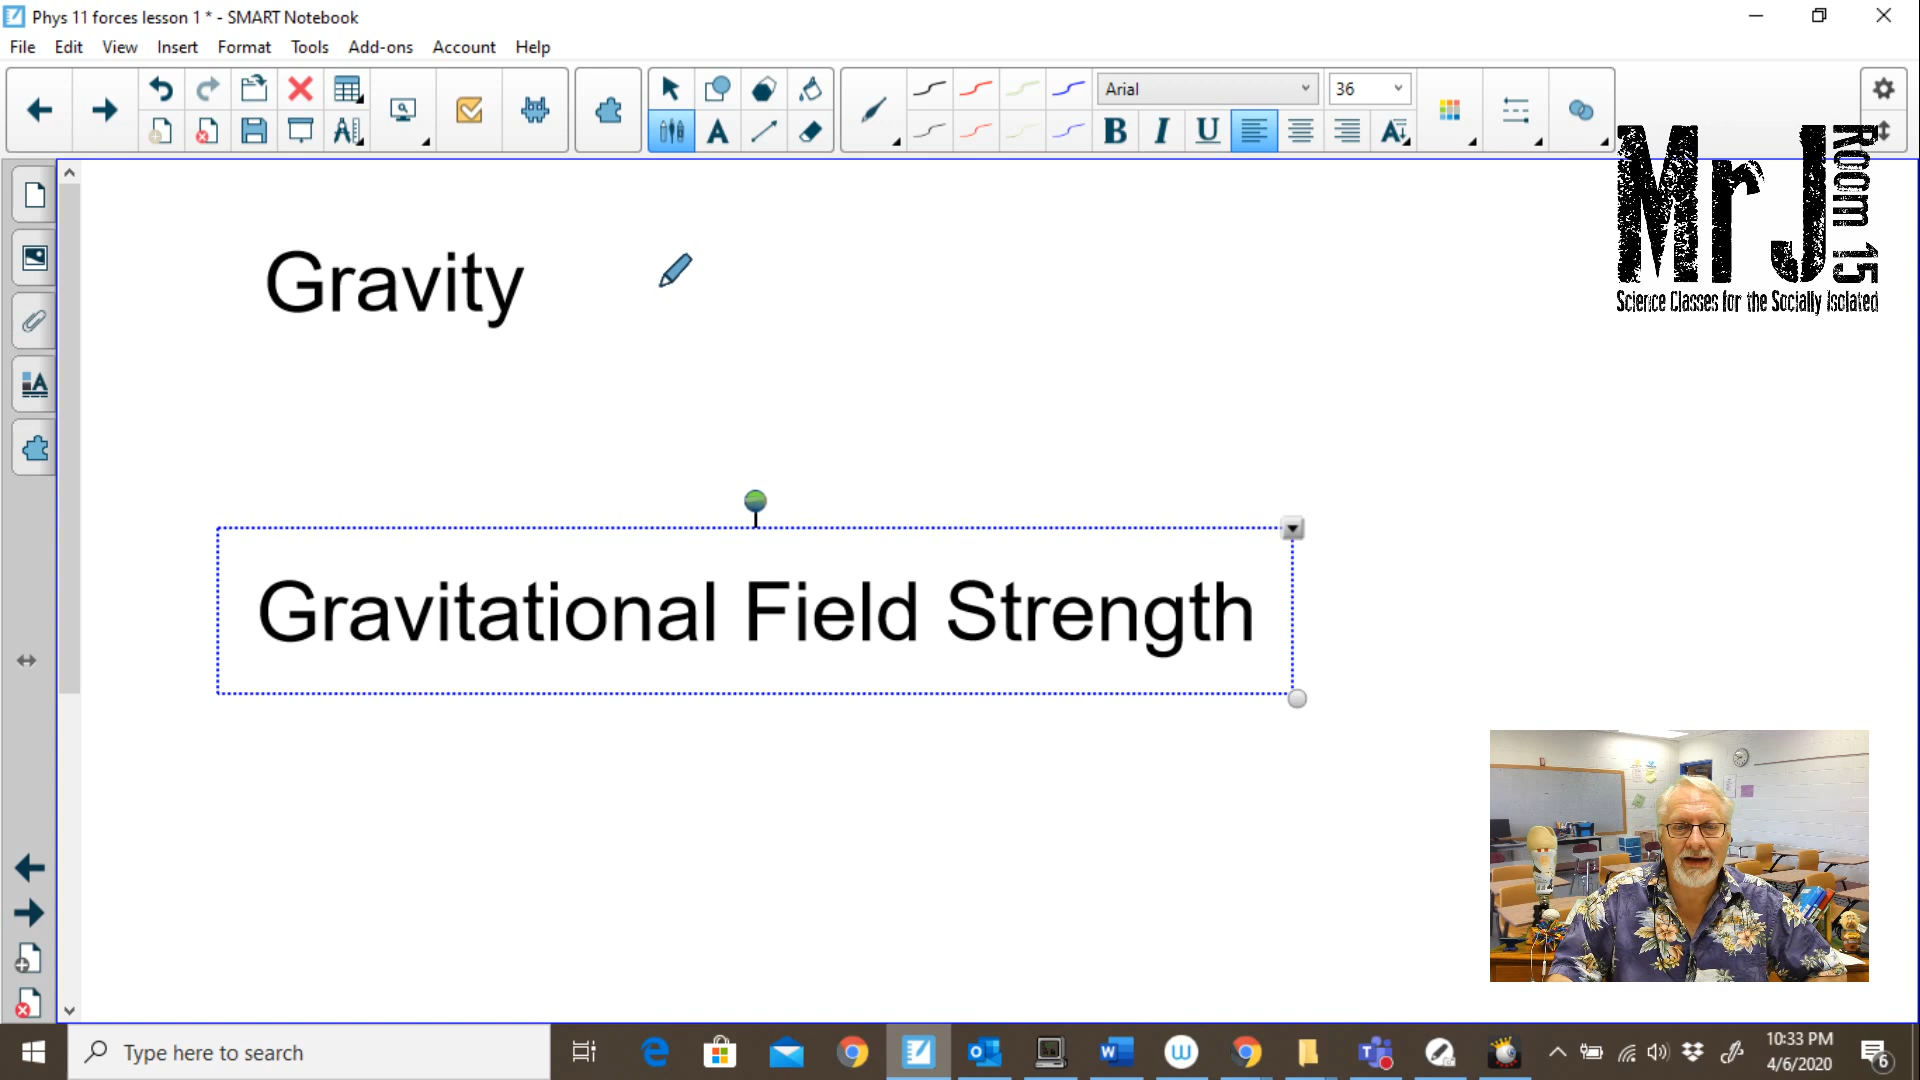 Phys 11 forces lesson 1 * - SMART Notebook
File Edit View Insert Format Tools Add-ons Account Help
Arial 36
B I U A
MrJ
Room 15
Science Classes for the Socially Isolated
Gravity
Gravitational Field Strength
Type here to search
10:33 PM
4/6/2020
6